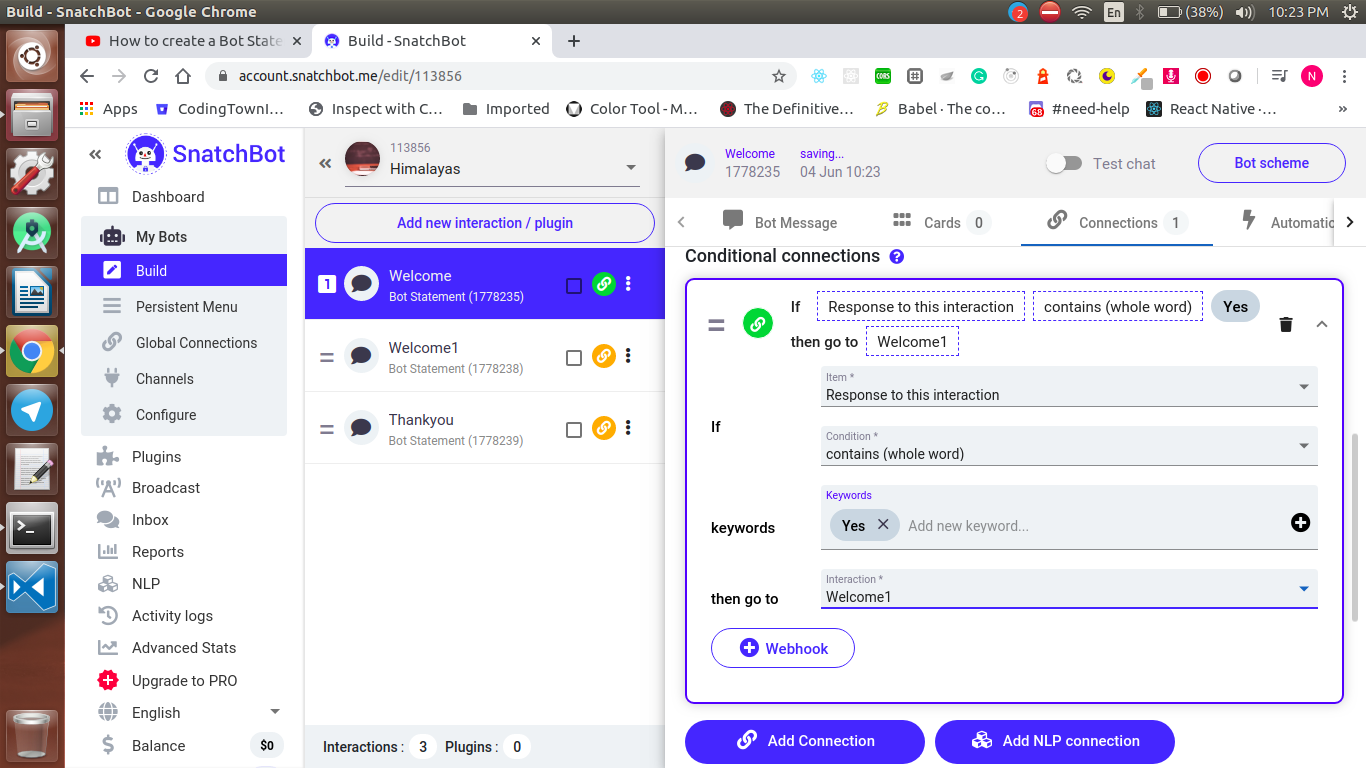 Build - SnatchBot - Google Chrome
2
En
(38%)
10:23 PM
How to create a Bot State
Build - SnatchBot
account.snatchbot.me/edit/113856
CORS
N
Apps
CodingTownI…
Inspect with C…
Imported
Color Tool - M…
The Definitive…
Babel · The co…
68
#need-help
React Native ·…
»
SnatchBot
Dashboard
My Bots
Build
Persistent Menu
Global Connections
Channels
Configure
Plugins
Broadcast
Inbox
Reports
NLP
Activity logs
Advanced Stats
Upgrade to PRO
English
Balance
$0
113856
Himalayas
Add new interaction / plugin
1
Welcome
Bot Statement (1778235)
Welcome1
Bot Statement (1778238)
Thankyou
Bot Statement (1778239)
Interactions : 3 Plugins : 0
Welcome
1778235
saving...
04 Jun 10:23
Test chat
Bot scheme
Bot Message
Cards 0
Connections 1
Automatic
Conditional connections ?
If Response to this interaction contains (whole word) Yes
then go to Welcome1
If
Item *
Response to this interaction
Condition *
contains (whole word)
keywords
Keywords
Yes
Add new keyword...
then go to
Interaction *
Welcome1
Webhook
Add Connection
Add NLP connection